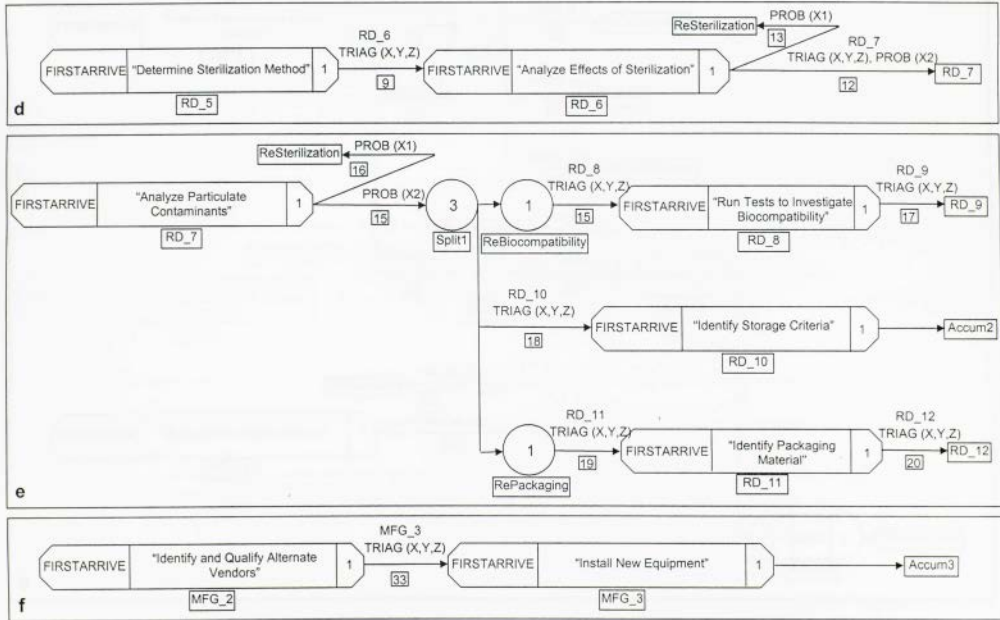 ReSterilization
PROB (X1)
13
RD_6
TRIAG (X,Y,Z)
9
RD_7
TRIAG (X,Y,Z), PROB (X2)
12
FIRSTARRIVE
"Determine Sterilization Method"
1
RD_5
FIRSTARRIVE
"Analyze Effects of Sterilization"
1
RD_6
RD_7
d
ReSterilization
PROB (X1)
16
FIRSTARRIVE
"Analyze Particulate
Contaminants"
1
RD_7
PROB (X2)
15
3
Split1
1
ReBiocompatibility
RD_8
TRIAG (X,Y,Z)
15
FIRSTARRIVE
"Run Tests to Investigate
Biocompatibility"
1
RD_8
RD_9
TRIAG (X,Y,Z)
17
RD_9
RD_10
TRIAG (X,Y,Z)
18
FIRSTARRIVE
"Identify Storage Criteria"
1
RD_10
Accum2
1
RePackaging
RD_11
TRIAG (X,Y,Z)
19
FIRSTARRIVE
"Identify Packaging
Material"
1
RD_11
RD_12
TRIAG (X,Y,Z)
20
RD_12
e
FIRSTARRIVE
"Identify and Qualify Alternate
Vendors"
1
MFG_2
MFG_3
TRIAG (X,Y,Z)
33
FIRSTARRIVE
"Install New Equipment"
1
MFG_3
Accum3
f